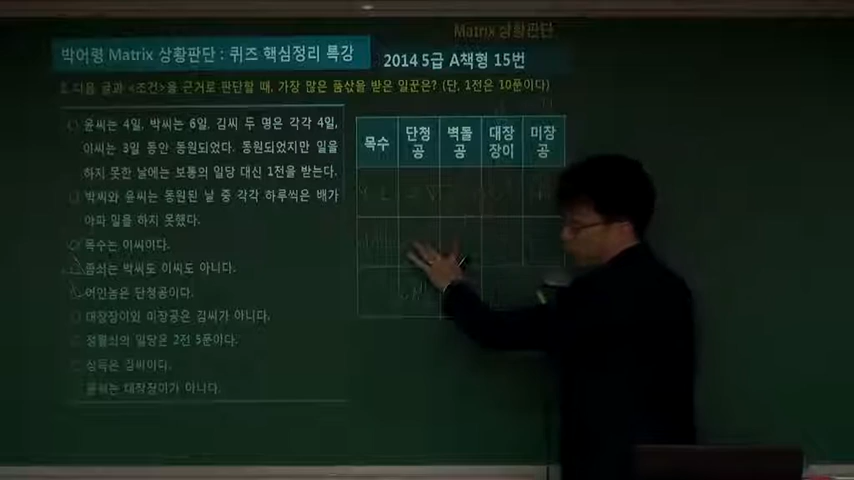 Matrix 상황판단
박어령 Matrix 상황판단 : 퀴즈 핵심정리 특강
2014 5급 A책형 15번
다음 글과 <조건>을 근거로 판단할 때, 가장 많은 품삯을 받은 일꾼은? (단, 1전은 10푼이다)
윤씨는 4일, 박씨는 6일, 김씨 두 명은 각각 4일,
이씨는 3일 동안 동원되었다. 동원되었지만 일을
하지 못한 날에는 보통의 일당 대신 1전을 받는다.
박씨와 윤씨는 동원된 날 중 각각 하루씩은 배가
아파 일을 하지 못했다.
목수는 이씨이다.
좀쇠는 박씨도 이씨도 아니다.
어인놈은 단청공이다.
대장장이와 미장공은 김씨가 아니다.
정월쇠의 일당은 2전 5푼이다.
상득은 김씨이다.
윤씨는 대장장이가 아니다.
목수 단청공 벽돌공 대장장이 미장공